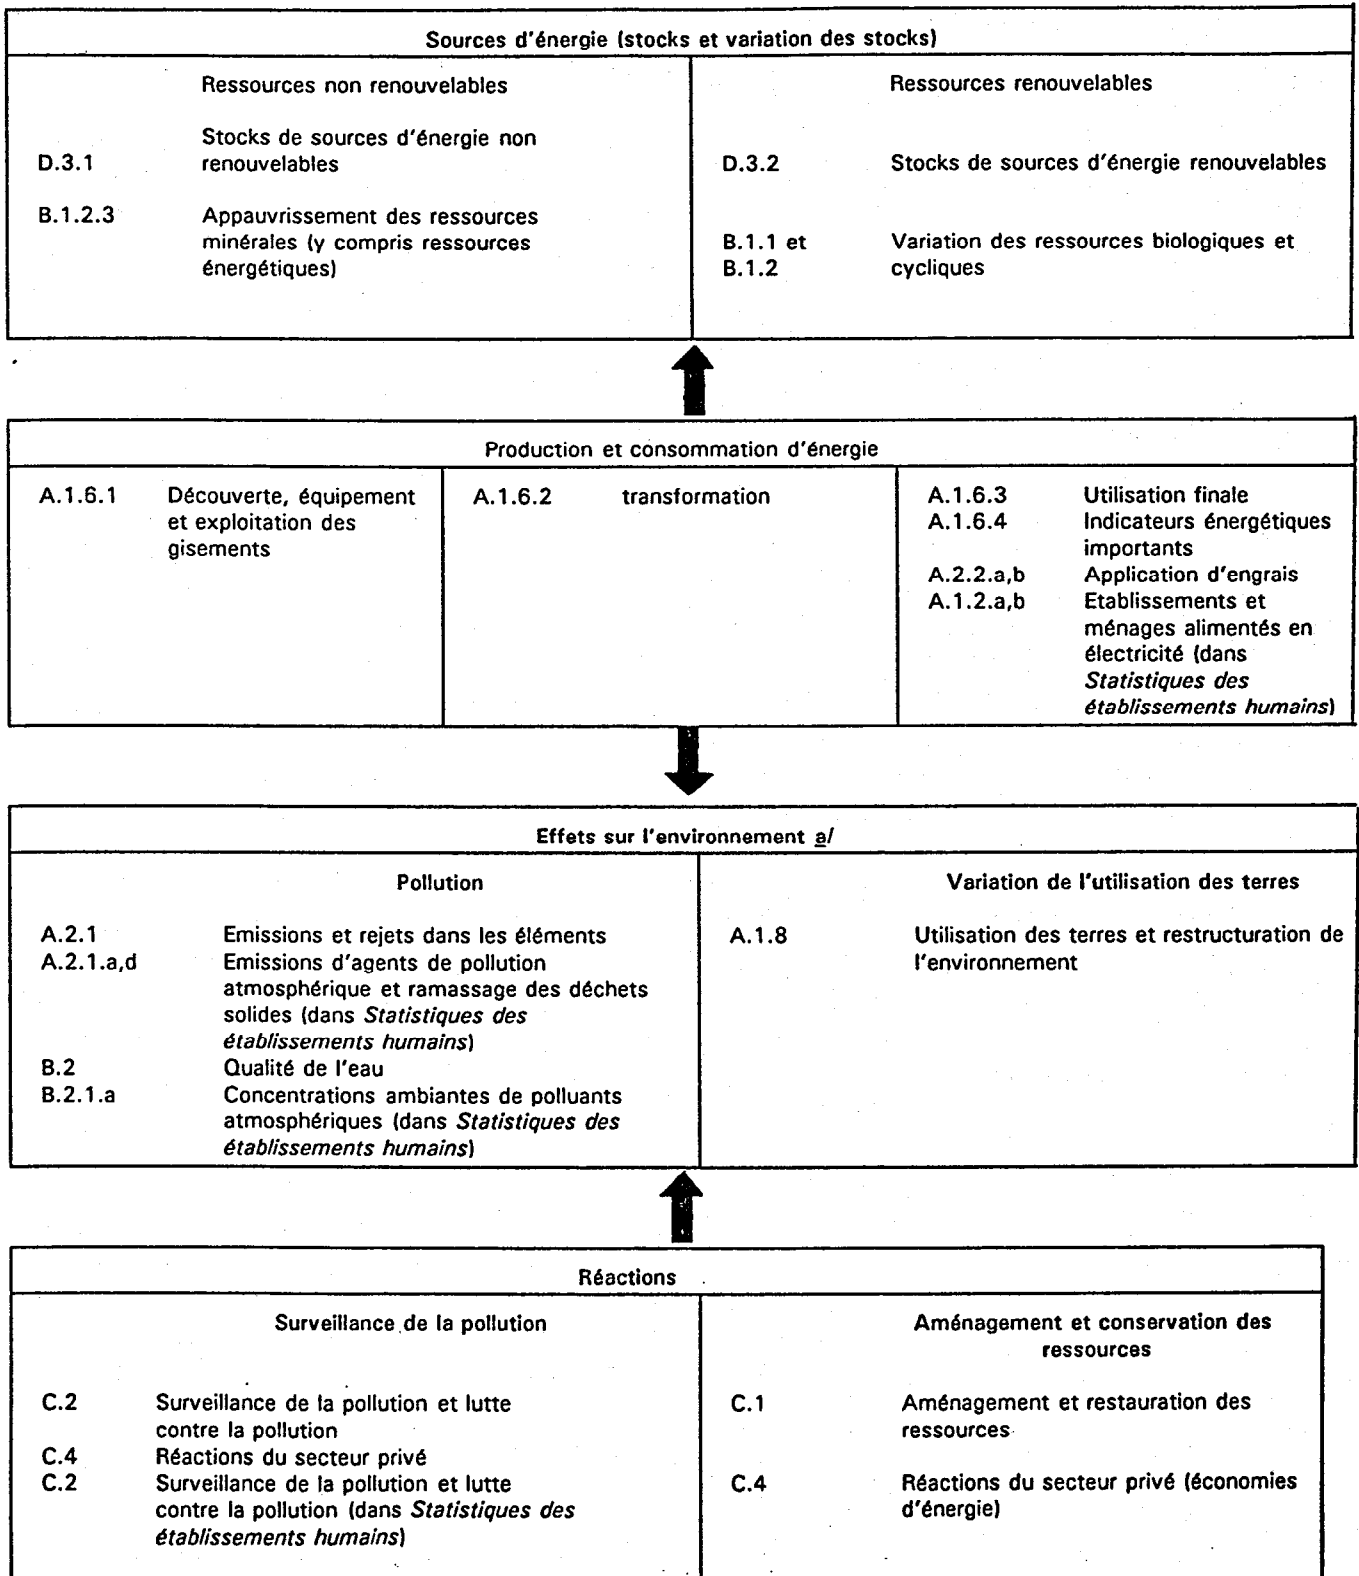 Sources d'énergie (stocks et variation des stocks)
Ressources non renouvelables
Stocks de sources d'énergie non
D.3.1 renouvelables
B.1.2.3 Appauvrissement des ressources
minérales (y compris ressources
énergétiques)
Ressources renouvelables
D.3.2 Stocks de sources d'énergie renouvelables
B.1.1 et Variation des ressources biologiques et
B.1.2 cycliques
Production et consommation d'énergie
A.1.6.1 Découverte, équipement
et exploitation des
gisements
A.1.6.2 transformation
A.1.6.3 Utilisation finale
A.1.6.4 Indicateurs énergétiques
importants
A.2.2.a,b Application d'engrais
A.1.2.a,b Etablissements et
ménages alimentés en
électricité (dans
Statistiques des
établissements humains)
Effets sur l'environnement a/
Pollution
A.2.1 Emissions et rejets dans les éléments
A.2.1.a,d Emissions d'agents de pollution
atmosphérique et ramassage des déchets
solides (dans Statistiques des
établissements humains)
B.2 Qualité de l'eau
B.2.1.a Concentrations ambiantes de polluants
atmosphériques (dans Statistiques des
établissements humains)
Variation de l'utilisation des terres
A.1.8 Utilisation des terres et restructuration de
l'environnement
Réactions
Surveillance de la pollution
C.2 Surveillance de la pollution et lutte
contre la pollution
C.4 Réactions du secteur privé
C.2 Surveillance de la pollution et lutte
contre la pollution (dans Statistiques des
établissements humains)
Aménagement et conservation des
ressources
C.1 Aménagement et restauration des
ressources
C.4 Réactions du secteur privé (économies
d'énergie)